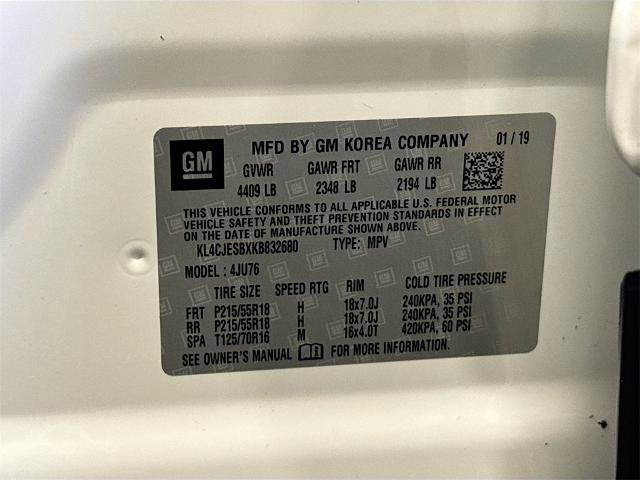 GM MFD BY GM KOREA COMPANY 01 / 19
GVWR GAWR FRT GAWR RR
4409 LB 2348 LB 2194 LB
THIS VEHICLE CONFORMS TO ALL APPLICABLE U.S. FEDERAL MOTOR
VEHICLE SAFETY AND THEFT PREVENTION STANDARDS IN EFFECT
ON THE DATE OF MANUFACTURE SHOWN ABOVE.
KL4CJESBXKB832680 TYPE: MPV
MODEL: 4JU76
TIRE SIZE SPEED RTG RIM COLD TIRE PRESSURE
FRT P215/55R18 H 18x7.0J 240KPA, 35 PSI
RR P215/55R18 H 18x7.0J 240KPA, 35 PSI
SPA T125/70R16 M 16x4.0T 420KPA, 60 PSI
SEE OWNER'S MANUAL FOR MORE INFORMATION.